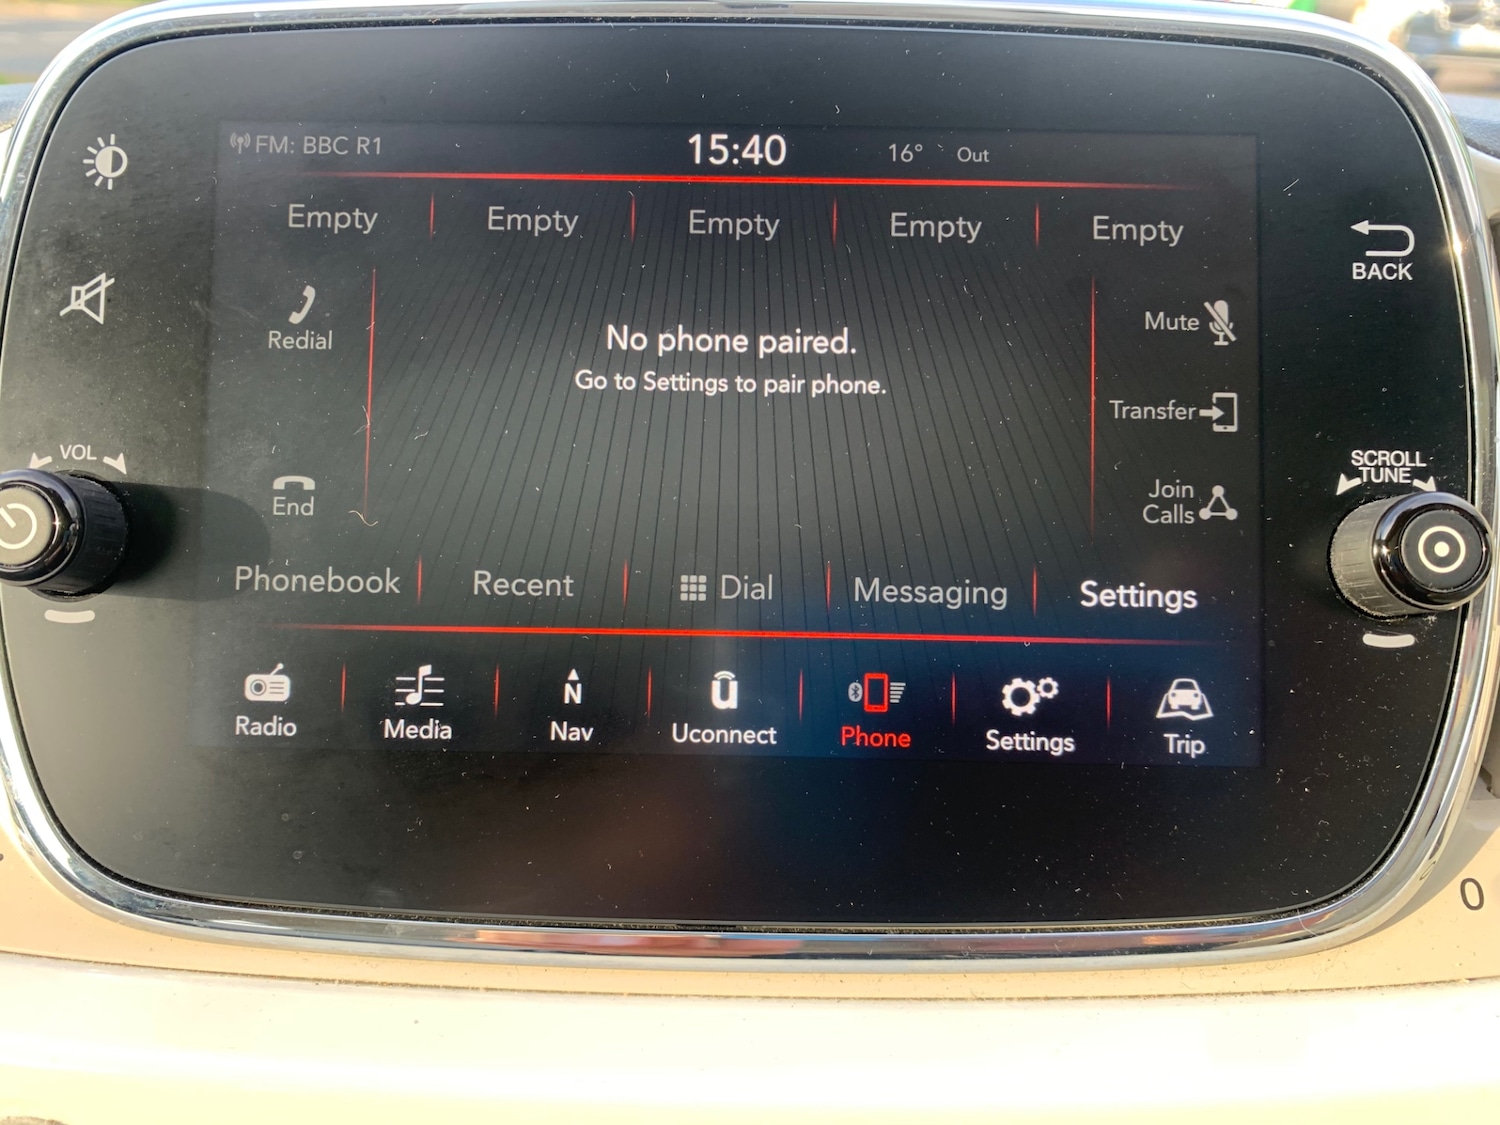 FM: BBC R1
15:40
16° Out
Empty
Empty
Empty
Empty
Empty
BACK
Redial
No phone paired.
Go to Settings to pair phone.
Mute
Transfer
VOL
SCROLL
TUNE
End
Join
Calls
Phonebook
Recent
Dial
Messaging
Settings
Radio
Media
N
Nav
u
Uconnect
Phone
Settings
Trip
0